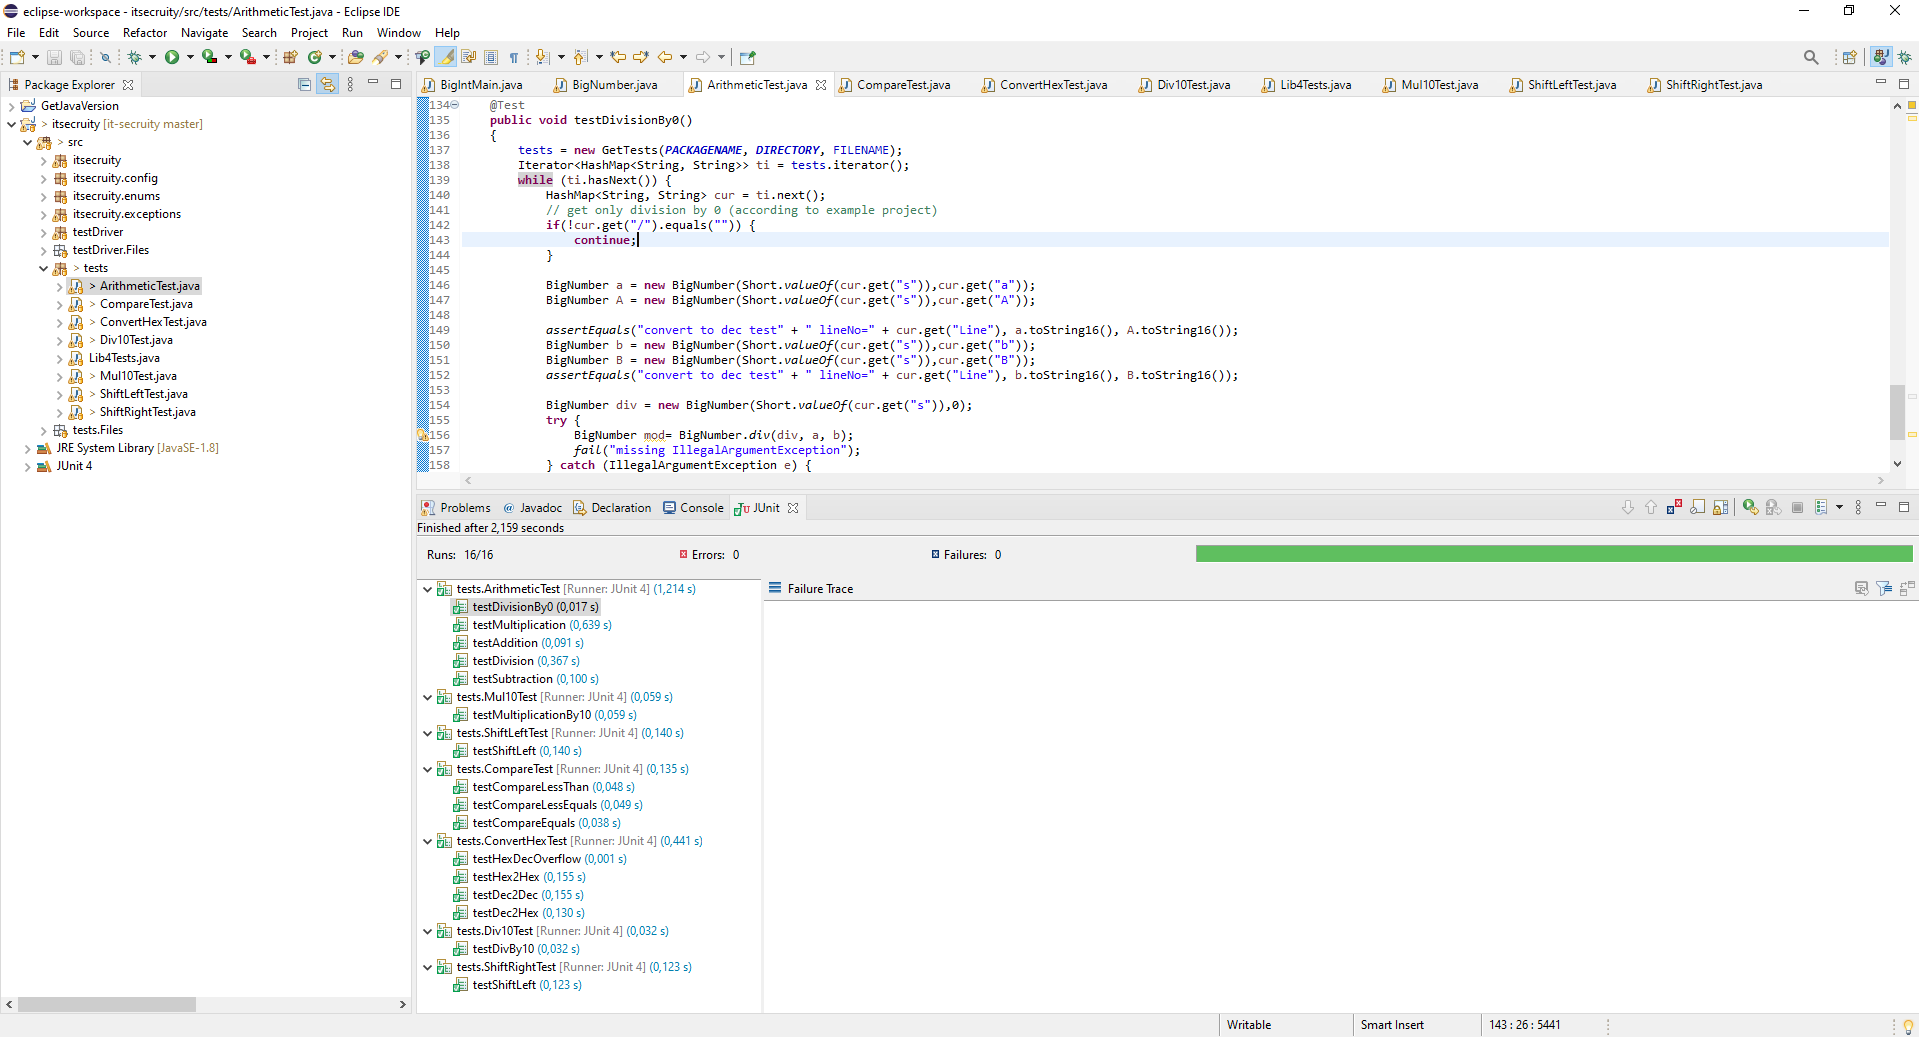 eclipse-workspace - itsecruity/src/tests/ArithmeticTest.java - Eclipse IDE
File Edit Source Refactor Navigate Search Project Run Window Help
Package Explorer
GetJavaVersion
> itsecruity [it-secruity master]
> src
itsecruity
itsecruity.config
itsecruity.enums
itsecruity.exceptions
testDriver
testDriver.Files
> tests
> ArithmeticTest.java
> CompareTest.java
> ConvertHexTest.java
> Div10Test.java
Lib4Tests.java
> Mul10Test.java
> ShiftLeftTest.java
> ShiftRightTest.java
tests.Files
JRE System Library [JavaSE-1.8]
JUnit 4
BigIntMain.java BigNumber.java ArithmeticTest.java CompareTest.java ConvertHexTest.java Div10Test.java Lib4Tests.java Mul10Test.java ShiftLeftTest.java ShiftRightTest.java
134 @Test
135 public void testDivisionBy0()
136 {
137 tests = new GetTests(PACKAGENAME, DIRECTORY, FILENAME);
138 Iterator<HashMap<String, String>> ti = tests.iterator();
139 while (ti.hasNext()) {
140 HashMap<String, String> cur = ti.next();
141 // get only division by 0 (according to example project)
142 if(!cur.get("/").equals("")) {
143 continue;
144 }
145
146 BigNumber a = new BigNumber(Short.valueOf(cur.get("s")),cur.get("a"));
147 BigNumber A = new BigNumber(Short.valueOf(cur.get("s")),cur.get("A"));
148
149 assertEquals("convert to dec test" + " lineNo=" + cur.get("Line"), a.toString16(), A.toString16());
150 BigNumber b = new BigNumber(Short.valueOf(cur.get("s")),cur.get("b"));
151 BigNumber B = new BigNumber(Short.valueOf(cur.get("s")),cur.get("B"));
152 assertEquals("convert to dec test" + " lineNo=" + cur.get("Line"), b.toString16(), B.toString16());
153
154 BigNumber div = new BigNumber(Short.valueOf(cur.get("s")),0);
155 try {
156 BigNumber mod= BigNumber.div(div, a, b);
157 fail("missing IllegalArgumentException");
158 } catch (IllegalArgumentException e) {
Problems @ Javadoc Declaration Console JUnit
Finished after 2,159 seconds
Runs: 16/16 Errors: 0 Failures: 0
tests.ArithmeticTest [Runner: JUnit 4] (1,214 s)
testDivisionBy0 (0,017 s)
testMultiplication (0,639 s)
testAddition (0,091 s)
testDivision (0,367 s)
testSubtraction (0,100 s)
tests.Mul10Test [Runner: JUnit 4] (0,059 s)
testMultiplicationBy10 (0,059 s)
tests.ShiftLeftTest [Runner: JUnit 4] (0,140 s)
testShiftLeft (0,140 s)
tests.CompareTest [Runner: JUnit 4] (0,135 s)
testCompareLessThan (0,048 s)
testCompareLessEquals (0,049 s)
testCompareEquals (0,038 s)
tests.ConvertHexTest [Runner: JUnit 4] (0,441 s)
testHexDecOverflow (0,001 s)
testHex2Hex (0,155 s)
testDec2Dec (0,155 s)
testDec2Hex (0,130 s)
tests.Div10Test [Runner: JUnit 4] (0,032 s)
testDivBy10 (0,032 s)
tests.ShiftRightTest [Runner: JUnit 4] (0,123 s)
testShiftLeft (0,123 s)
Failure Trace
Writable Smart Insert 143 : 26 : 5441